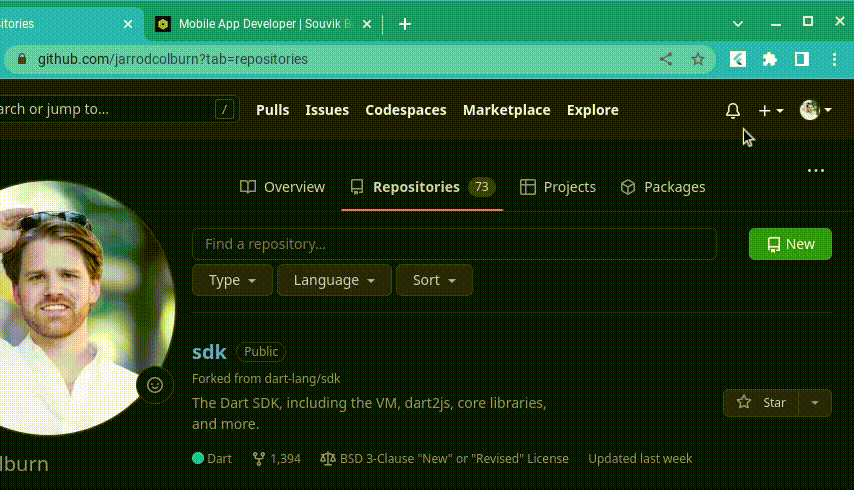 sitories
Mobile App Developer | Souvik B
github.com/jarrodcolburn?tab=repositories
arch or jump to...
/
Pulls
Issues
Codespaces
Marketplace
Explore
Overview
Repositories 73
Projects
Packages
Find a repository...
New
Type
Language
Sort
sdk
Public
Forked from dart-lang/sdk
The Dart SDK, including the VM, dart2js, core libraries,
and more.
Star
Dart
1,394
BSD 3-Clause "New" or "Revised" License
Updated last week
lburn